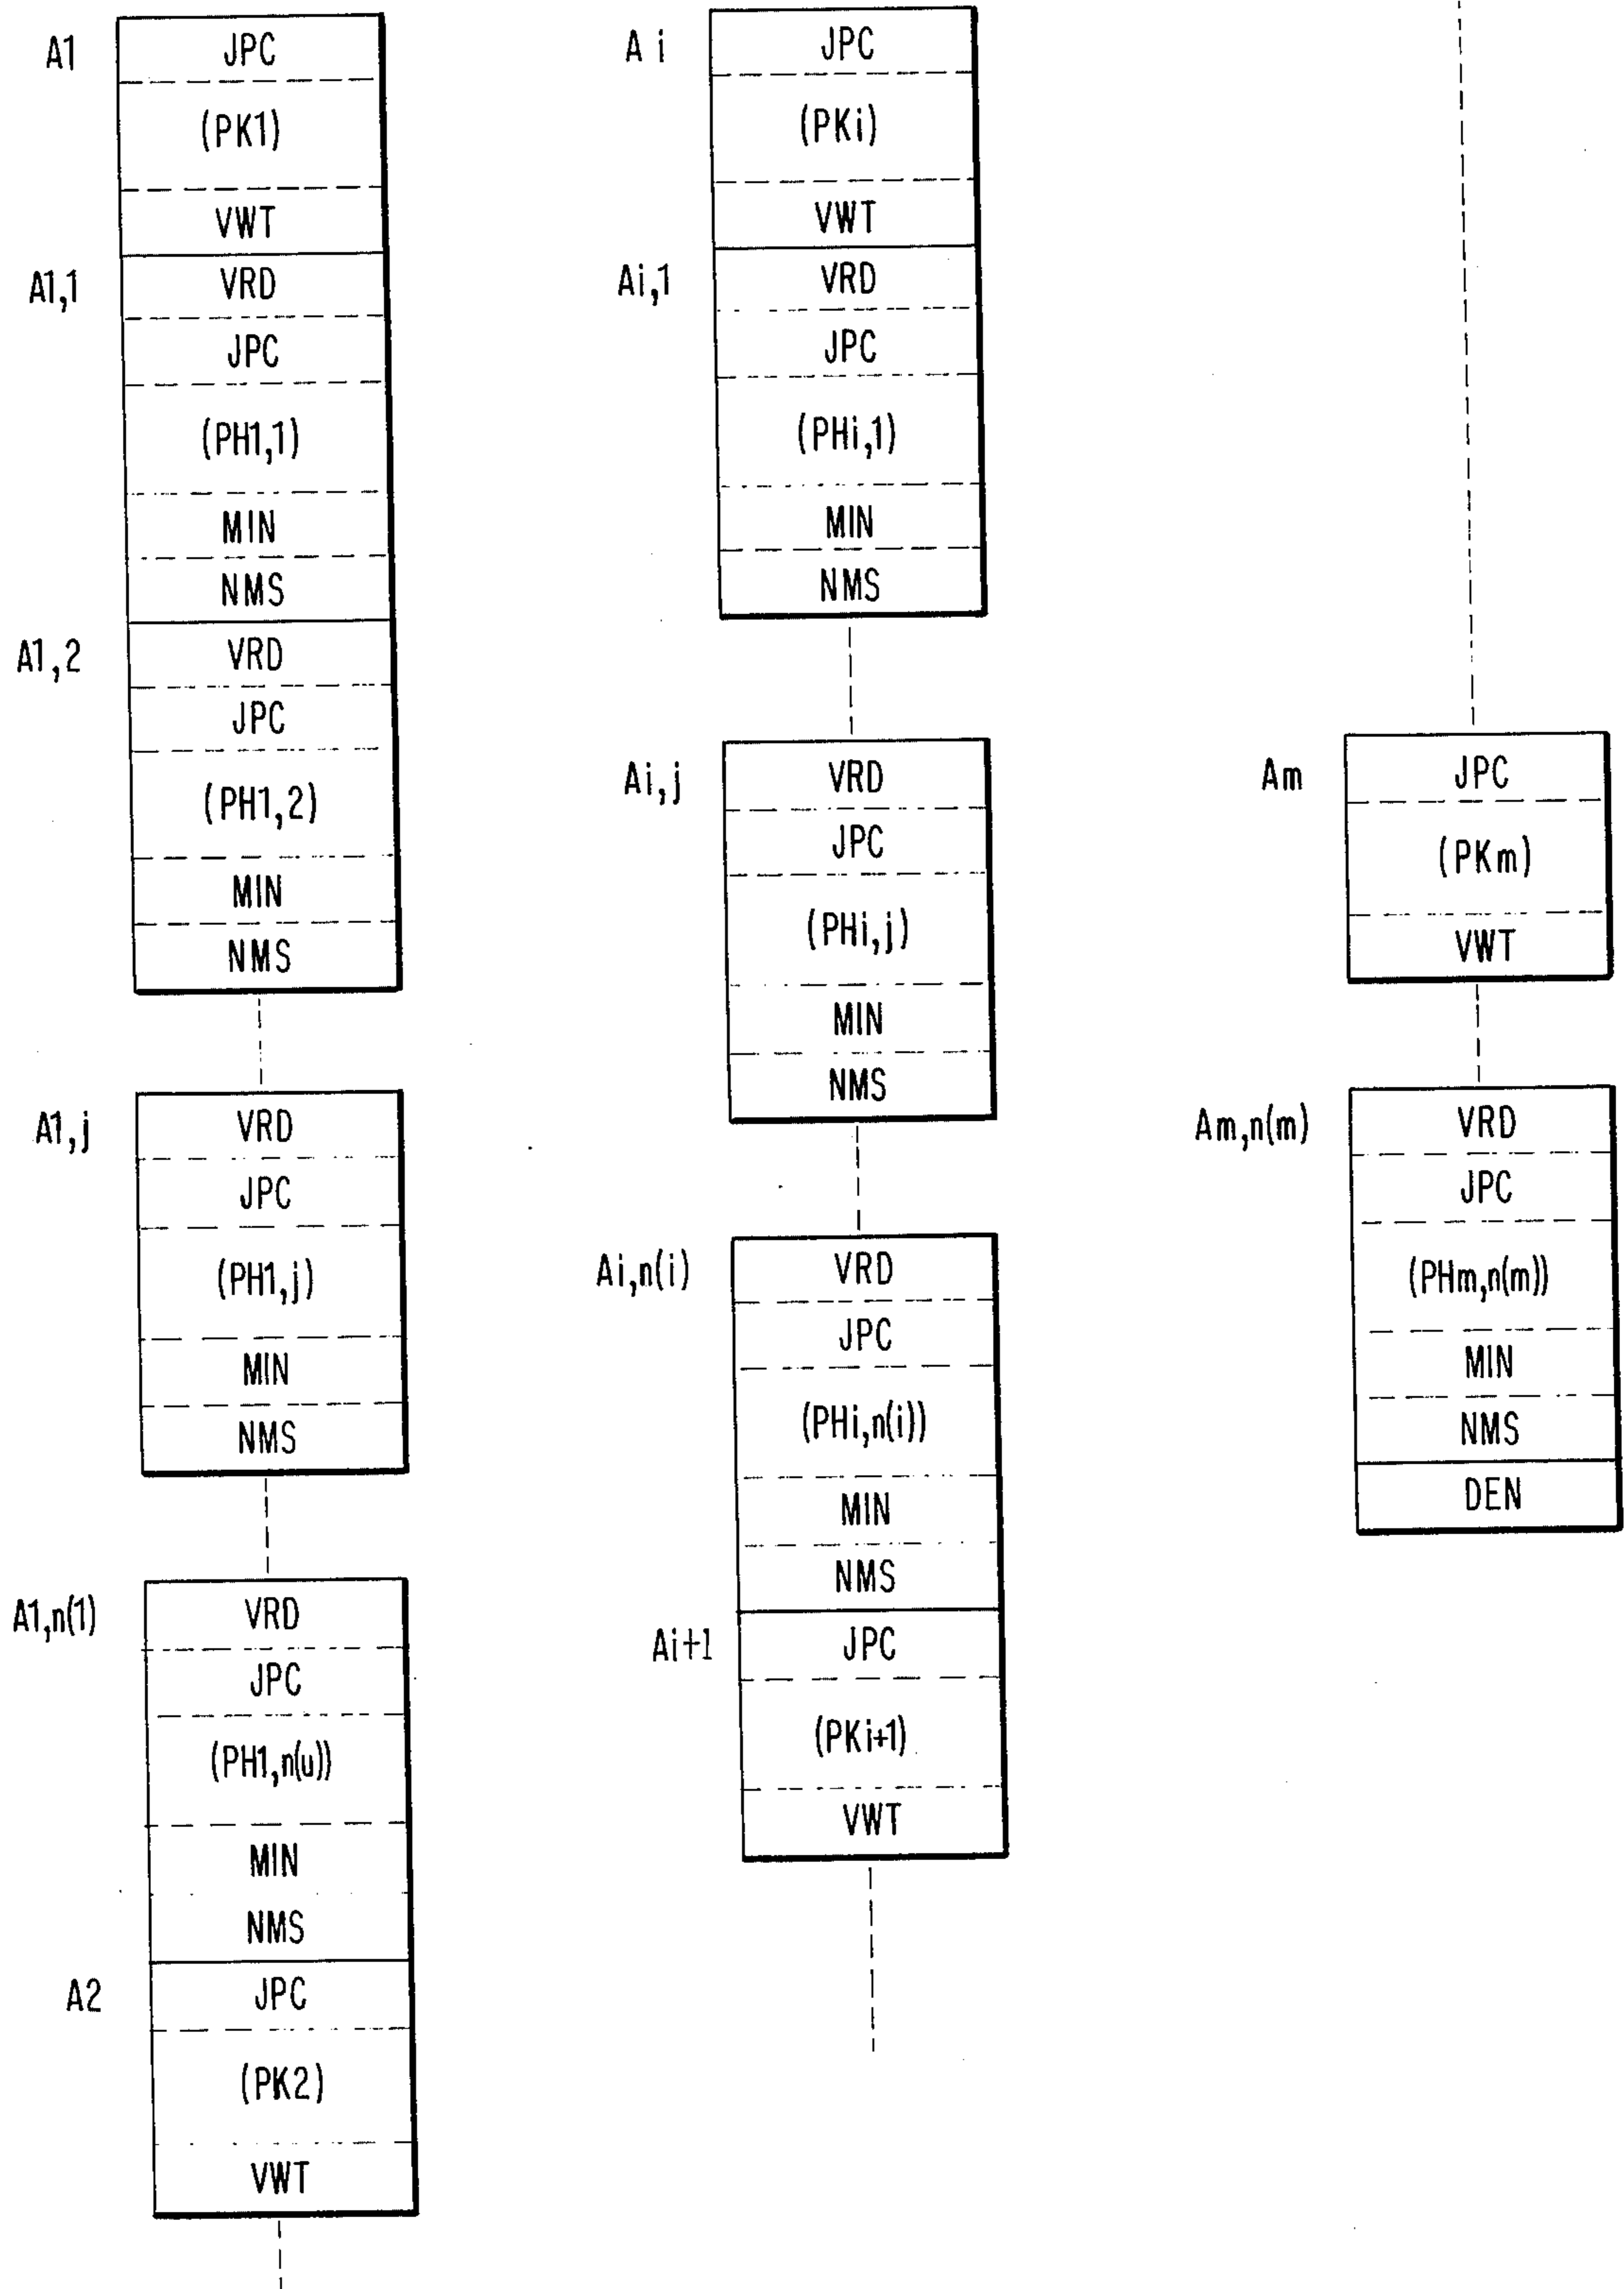 A1 JPC
(PK1)
VWT
A1,1 VRD
JPC
(PH1,1)
MIN
NMS
A1,2 VRD
JPC
(PH1,2)
MIN
NMS
A1,j VRD
JPC
(PH1,j)
MIN
NMS
A1,n(1) VRD
JPC
(PH1,n(u))
MIN
NMS
A2 JPC
(PK2)
VWT
A i JPC
(PKi)
VWT
Ai,1 VRD
JPC
(PHi,1)
MIN
NMS
Ai,j VRD
JPC
(PHi,j)
MIN
NMS
Ai,n(i) VRD
JPC
(PHi,n(i))
MIN
NMS
Ai+1 JPC
(PKi+1)
VWT
Am JPC
(PKm)
VWT
Am,n(m) VRD
JPC
(PHm,n(m))
MIN
NMS
DEN